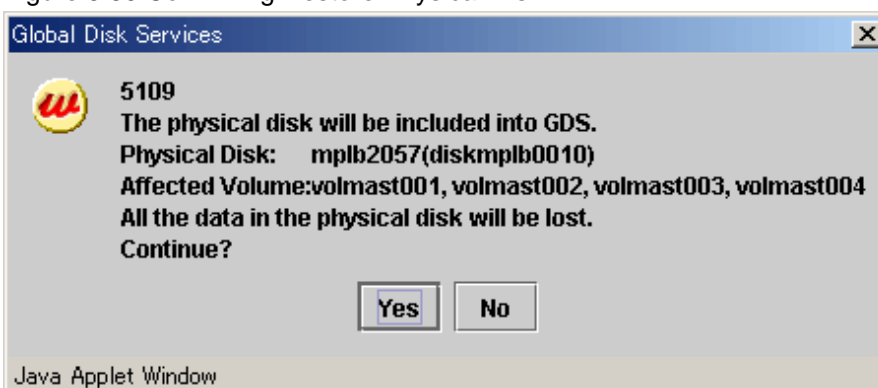 Global Disk Services
5109
The physical disk will be included into GDS.
Physical Disk: mplb2057(diskmplb0010)
Affected Volume:volmast001, volmast002, volmast003, volmast004
All the data in the physical disk will be lost.
Continue?
Yes No
Java Applet Window